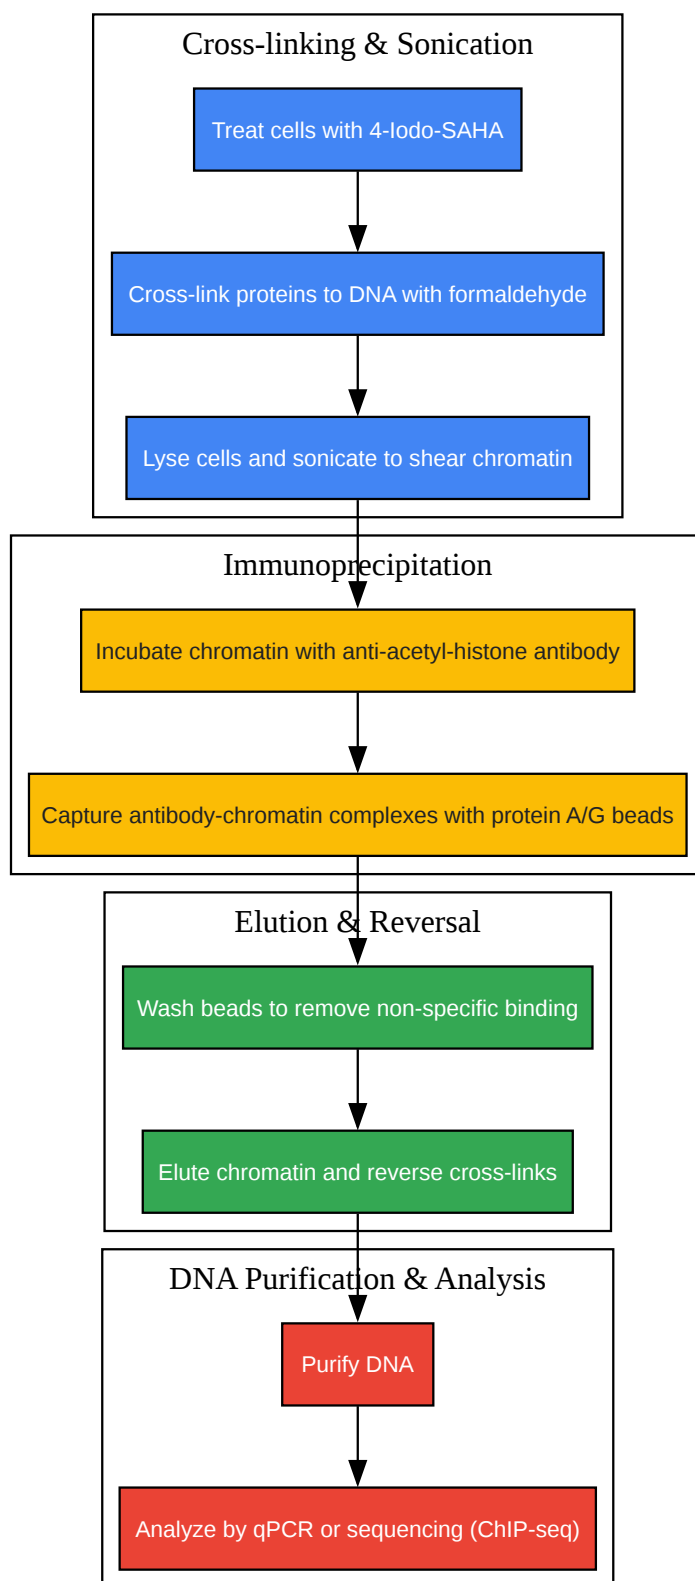 Cross-linking & Sonication
Treat cells with 4-Iodo-SAHA
Cross-link proteins to DNA with formaldehyde
Lyse cells and sonicate to shear chromatin
Immunoprecipitation
Incubate chromatin with anti-acetyl-histone antibody
Capture antibody-chromatin complexes with protein A/G beads
Elution & Reversal
Wash beads to remove non-specific binding
Elute chromatin and reverse cross-links
DNA Purification & Analysis
Purify DNA
Analyze by qPCR or sequencing (ChIP-seq)